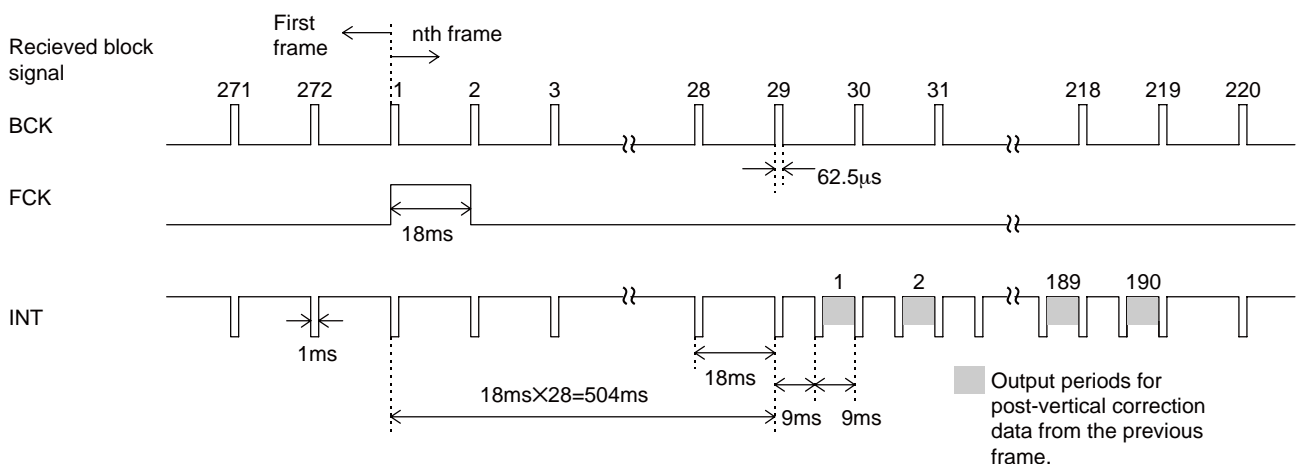 First
frame
nth frame
Recieved block
signal
271 272 1 2 3 28 29 30 31 218 219 220
BCK
62.5μs
FCK
18ms
1 2 189 190
INT
1ms
18ms
18ms×28=504ms
9ms 9ms
Output periods for
post-vertical correction
data from the previous
frame.